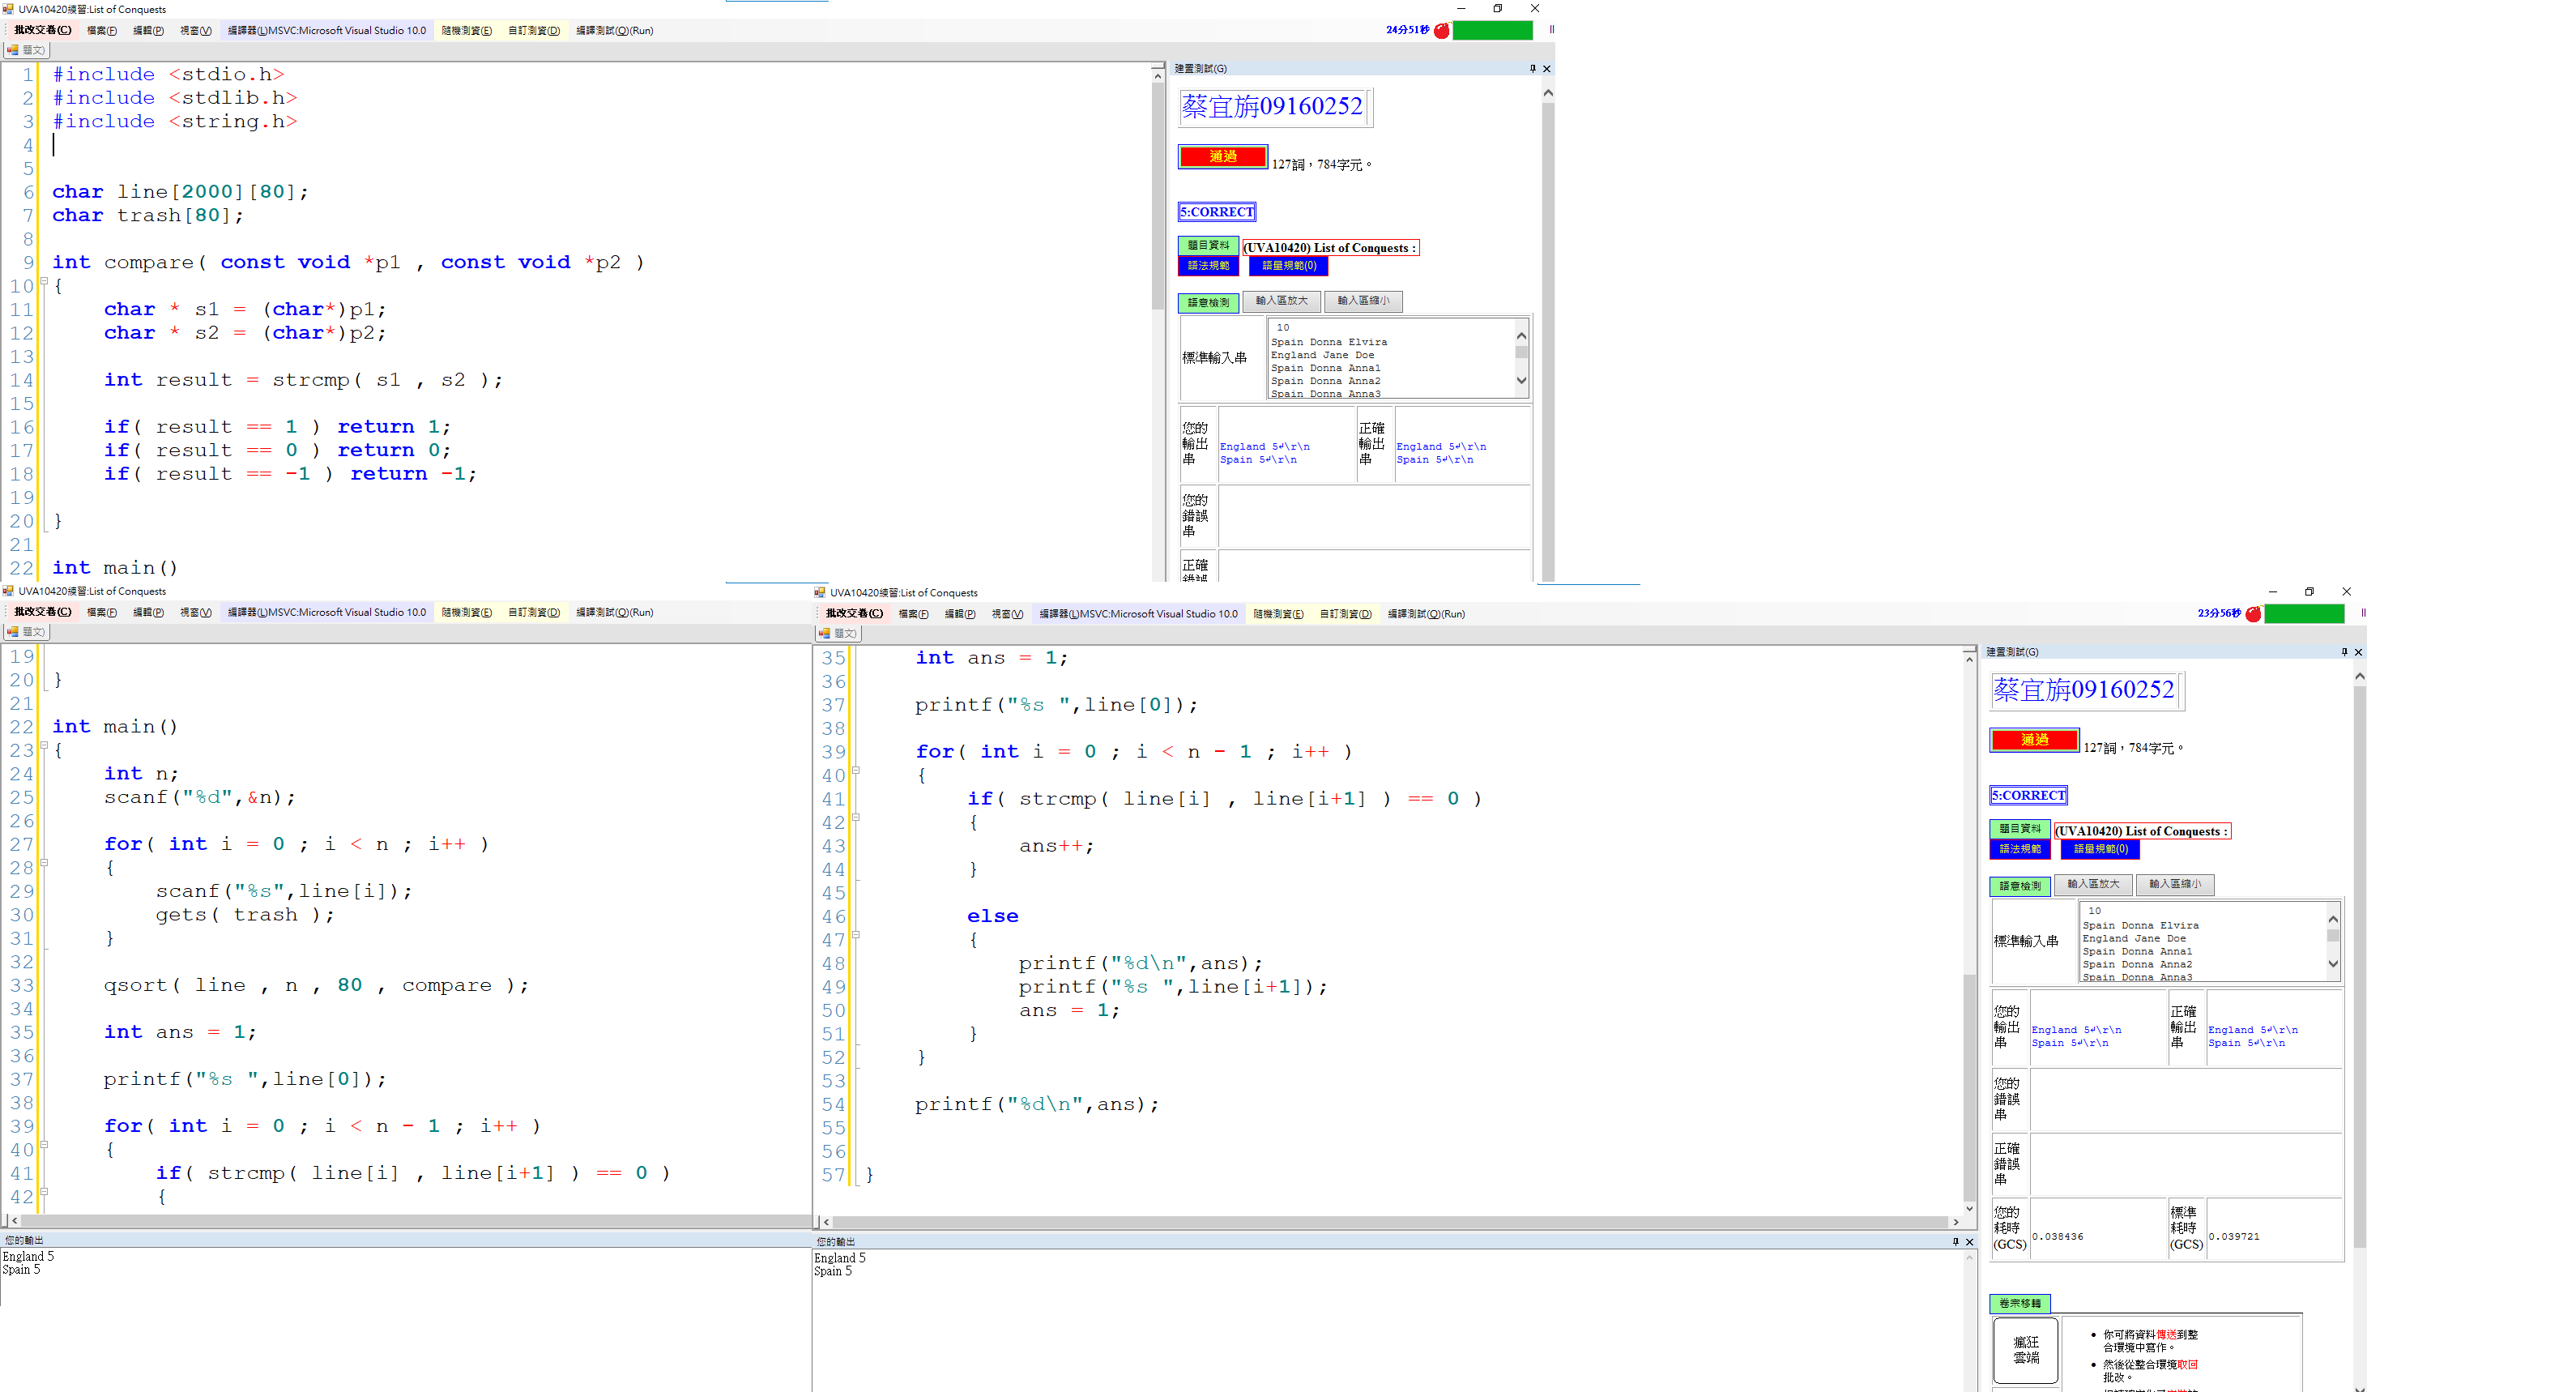 UVA10420練習:List of Conquests
批改交卷(C) 檔案(F) 編輯(P) 視窗(V) 編譯器(L)MSVC:Microsoft Visual Studio 10.0 隨機測資(E) 自訂測資(D) 編譯測試(Q)(Run) 24分51秒
題文)
1 #include <stdio.h>
2 #include <stdlib.h>
3 #include <string.h>
4
5
6 char line[2000][80];
7 char trash[80];
8
9 int compare( const void *p1 , const void *p2 )
10 {
11     char * s1 = (char*)p1;
12     char * s2 = (char*)p2;
13
14     int result = strcmp( s1 , s2 );
15
16     if( result == 1 ) return 1;
17     if( result == 0 ) return 0;
18     if( result == -1 ) return -1;
19
20 }
21
22 int main()
建置測試(G)
蔡宜旃09160252
通過 127詞，784字元。
5:CORRECT
題目資料 (UVA10420) List of Conquests :
語法規範 語量規範(0)
語意檢測 輸入區放大 輸入區縮小
標準輸入串
10
Spain Donna Elvira
England Jane Doe
Spain Donna Anna1
Spain Donna Anna2
Spain Donna Anna3
您的輸出串
England 5↵\r\n
Spain 5↵\r\n
正確輸出串
England 5↵\r\n
Spain 5↵\r\n
您的錯誤串
正確錯誤
UVA10420練習:List of Conquests
批改交卷(C) 檔案(F) 編輯(P) 視窗(V) 編譯器(L)MSVC:Microsoft Visual Studio 10.0 隨機測資(E) 自訂測資(D) 編譯測試(Q)(Run)
題文)
19
20 }
21
22 int main()
23 {
24     int n;
25     scanf("%d",&n);
26
27     for( int i = 0 ; i < n ; i++ )
28     {
29         scanf("%s",line[i]);
30         gets( trash );
31     }
32
33     qsort( line , n , 80 , compare );
34
35     int ans = 1;
36
37     printf("%s ",line[0]);
38
39     for( int i = 0 ; i < n - 1 ; i++ )
40     {
41         if( strcmp( line[i] , line[i+1] ) == 0 )
42         {
您的輸出
England 5
Spain 5
UVA10420練習:List of Conquests
批改交卷(C) 檔案(F) 編輯(P) 視窗(V) 編譯器(L)MSVC:Microsoft Visual Studio 10.0 隨機測資(E) 自訂測資(D) 編譯測試(Q)(Run) 23分56秒
題文)
35     int ans = 1;
36
37     printf("%s ",line[0]);
38
39     for( int i = 0 ; i < n - 1 ; i++ )
40     {
41         if( strcmp( line[i] , line[i+1] ) == 0 )
42         {
43             ans++;
44         }
45
46         else
47         {
48             printf("%d\n",ans);
49             printf("%s ",line[i+1]);
50             ans = 1;
51         }
52     }
53
54     printf("%d\n",ans);
55
56
57 }
您的輸出
England 5
Spain 5
建置測試(G)
蔡宜旃09160252
通過 127詞，784字元。
5:CORRECT
題目資料 (UVA10420) List of Conquests :
語法規範 語量規範(0)
語意檢測 輸入區放大 輸入區縮小
標準輸入串
10
Spain Donna Elvira
England Jane Doe
Spain Donna Anna1
Spain Donna Anna2
Spain Donna Anna3
您的輸出串
England 5↵\r\n
Spain 5↵\r\n
正確輸出串
England 5↵\r\n
Spain 5↵\r\n
您的錯誤串
正確錯誤串
您的耗時(GCS) 0.038436
標準耗時(GCS) 0.039721
卷宗移轉
瘋狂雲端
• 你可將資料傳送到整合環境中寫作。
• 然後從整合環境取回批改。